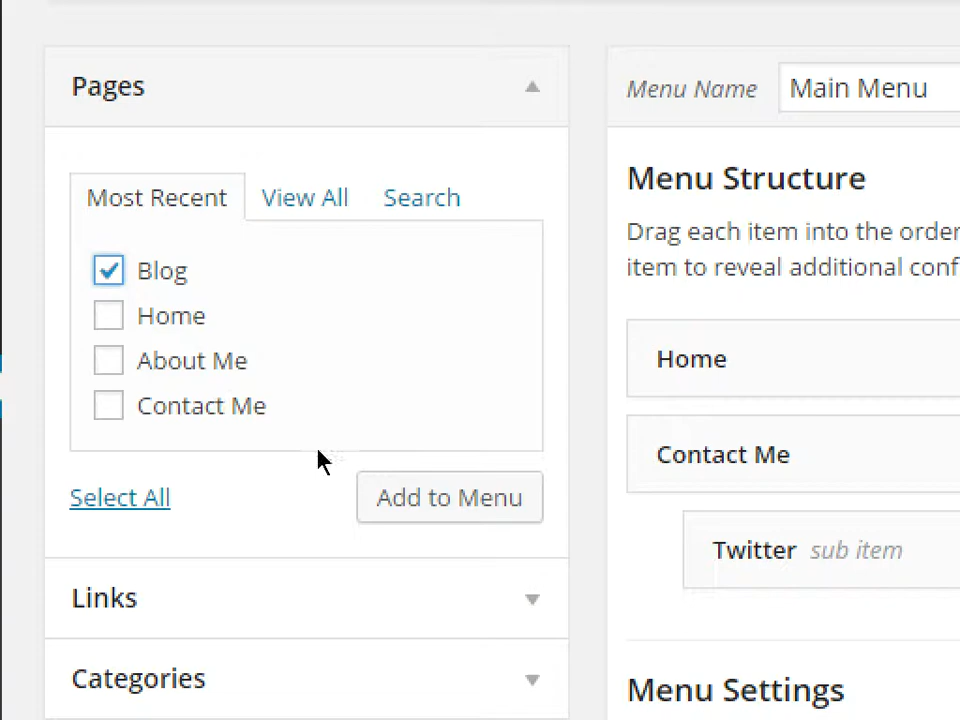 Pages
Most Recent
View All
Search
Blog
Home
About Me
Contact Me
Select All
Add to Menu
Links
Categories
Menu Name
Main Menu
Menu Structure
Drag each item into the order
item to reveal additional conf
Home
Contact Me
Twitter sub item
Menu Settings